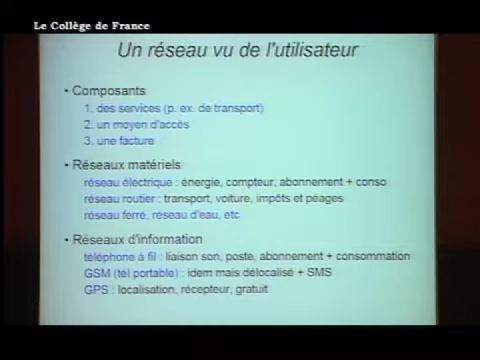 Le Collège de France
Un réseau vu de l'utilisateur
• Composants
1. des services (p. ex. de transport)
2. un moyen d'accès
3. une facture
• Réseaux matériels
réseau électrique : énergie, compteur, abonnement + conso
réseau routier : transport, voiture, impôts et péages
réseau ferré, réseau d'eau, etc
• Réseaux d'information
téléphone à fil : liaison son, poste, abonnement + consommation
GSM (tél portable) : idem mais délocalisé + SMS
GPS : localisation, récepteur, gratuit